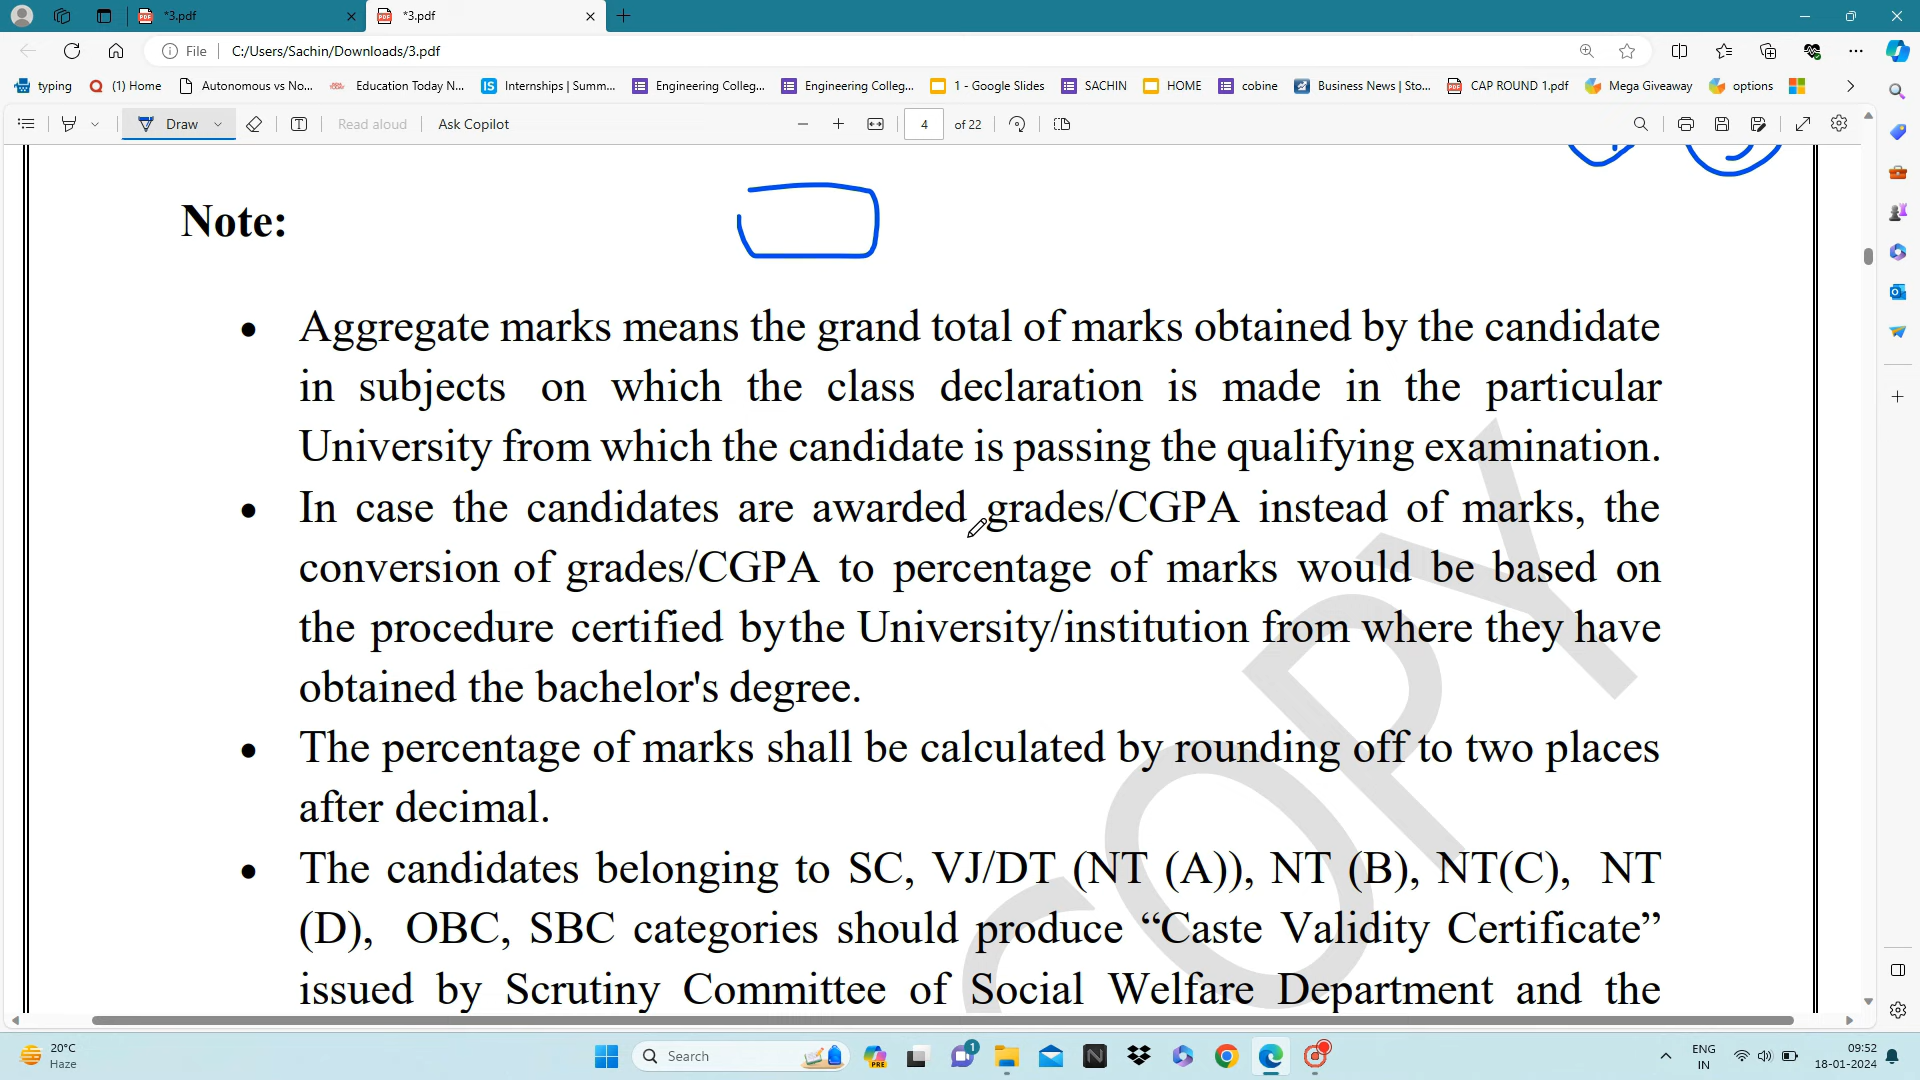 *3.pdf
*3.pdf
File
C:/Users/Sachin/Downloads/3.pdf
typing
(1) Home
Autonomous vs No...
Education Today N...
Internships | Summ...
Engineering Colleg...
Engineering Colleg...
1 - Google Slides
SACHIN
HOME
cobine
Business News | Sto...
CAP ROUND 1.pdf
Mega Giveaway
options
Draw
Read aloud
Ask Copilot
4
of 22
Note:
• Aggregate marks means the grand total of marks obtained by the candidate
in subjects on which the class declaration is made in the particular
University from which the candidate is passing the qualifying examination.
• In case the candidates are awarded grades/CGPA instead of marks, the
conversion of grades/CGPA to percentage of marks would be based on
the procedure certified bythe University/institution from where they have
obtained the bachelor's degree.
• The percentage of marks shall be calculated by rounding off to two places
after decimal.
• The candidates belonging to SC, VJ/DT (NT (A)), NT (B), NT(C), NT
(D), OBC, SBC categories should produce “Caste Validity Certificate”
issued by Scrutiny Committee of Social Welfare Department and the
COPY
20°C
Haze
Search
PRE
1
ENG
IN
09:52
18-01-2024